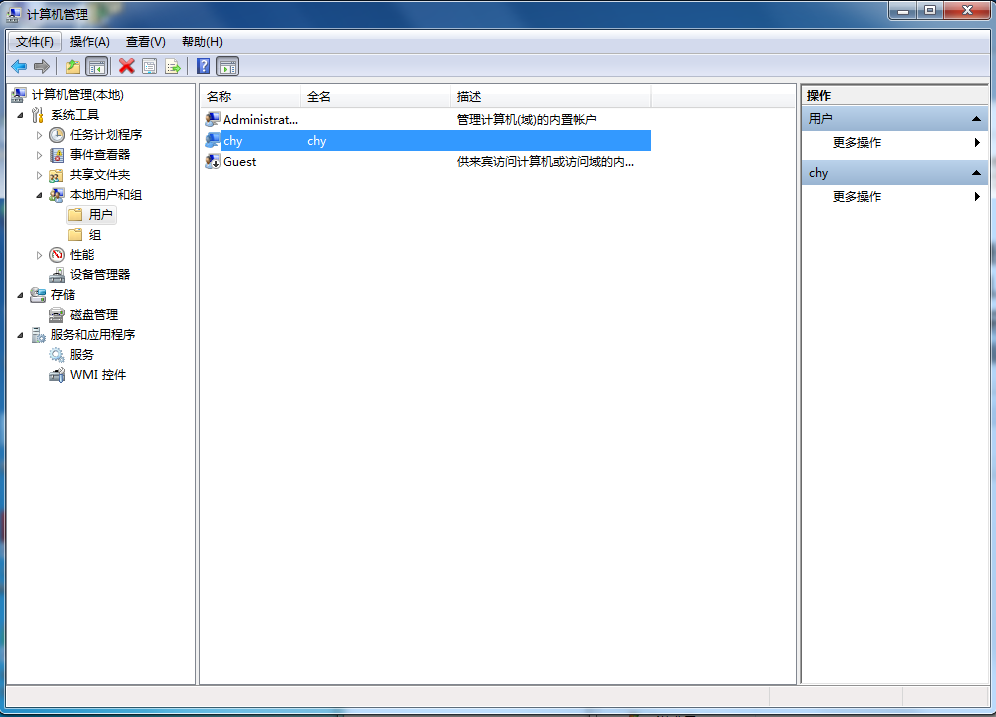 计算机管理
文件(F) 操作(A) 查看(V) 帮助(H)
计算机管理(本地)
系统工具
任务计划程序
事件查看器
共享文件夹
本地用户和组
用户
组
性能
设备管理器
存储
磁盘管理
服务和应用程序
服务
WMI 控件
名称 全名 描述
Administrat... 管理计算机(域)的内置帐户
chy chy
Guest 供来宾访问计算机或访问域的内...
操作
用户
更多操作
chy
更多操作